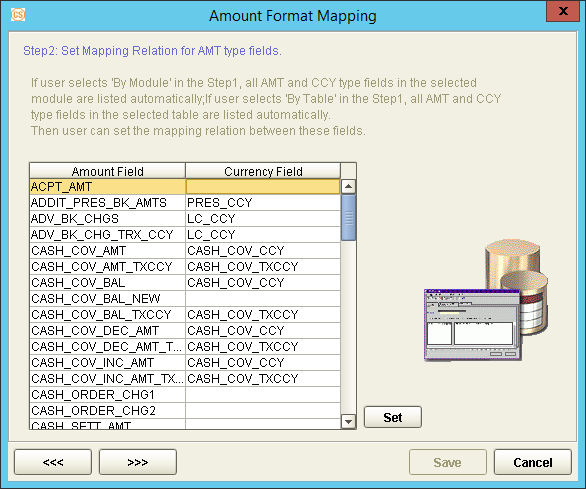 Amount Format Mapping
X
Step2: Set Mapping Relation for AMT type fields.
If user selects 'By Module' in the Step1, all AMT and CCY type fields in the selected
module are listed automatically;If user selects 'By Table' in the Step1, all AMT and CCY
type fields in the selected table are listed automatically.
Then user can set the mapping relation between these fields.
Amount Field Currency Field
ACPT_AMT
ADDIT_PRES_BK_AMTS PRES_CCY
ADV_BK_CHGS LC_CCY
ADV_BK_CHG_TRX_CCY LC_CCY
CASH_COV_AMT CASH_COV_CCY
CASH_COV_AMT_TXCCY CASH_COV_TXCCY
CASH_COV_BAL CASH_COV_CCY
CASH_COV_BAL_NEW
CASH_COV_BAL_TXCCY CASH_COV_TXCCY
CASH_COV_DEC_AMT CASH_COV_CCY
CASH_COV_DEC_AMT_T... CASH_COV_TXCCY
CASH_COV_INC_AMT CASH_COV_CCY
CASH_COV_INC_AMT_TX... CASH_COV_TXCCY
CASH_ORDER_CHG1
CASH_ORDER_CHG2
CASH_SETT_AMT
Set
<<< >>> Save Cancel